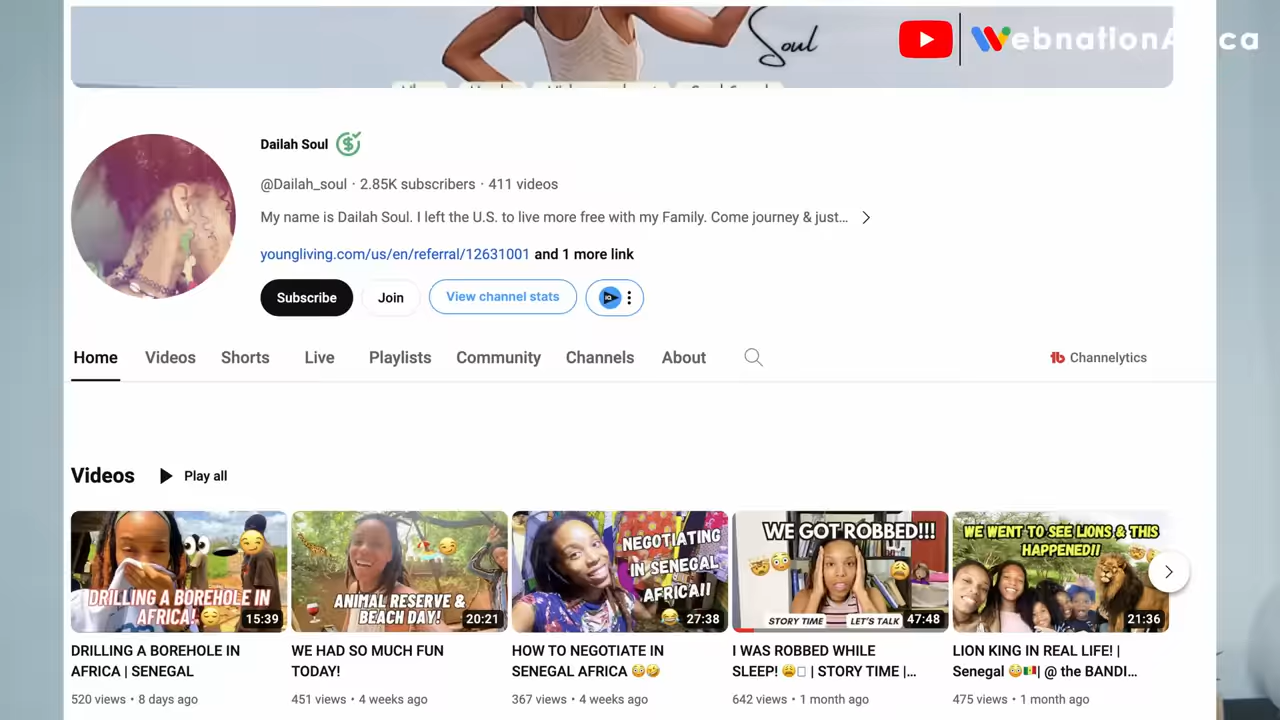 Soul
WebnationAfrica
Dailah Soul
@Dailah_soul · 2.85K subscribers · 411 videos
My name is Dailah Soul. I left the U.S. to live more free with my Family. Come journey & just...
youngliving.com/us/en/referral/12631001 and 1 more link
Subscribe
Join
View channel stats
Home
Videos
Shorts
Live
Playlists
Community
Channels
About
Channelytics
Videos
Play all
DRILLING A BOREHOLE IN
AFRICA!
15:39
ANIMAL RESERVE &
BEACH DAY!
20:21
NEGOTIATING
IN SENEGAL
AFRICA!!
27:38
WE GOT ROBBED!!!
STORY TIME
LET'S TALK
47:48
WE WENT TO SEE LIONS & THIS
HAPPENED!!
21:36
DRILLING A BOREHOLE IN
AFRICA | SENEGAL
520 views • 8 days ago
WE HAD SO MUCH FUN
TODAY!
451 views • 4 weeks ago
HOW TO NEGOTIATE IN
SENEGAL AFRICA 😳🤣
367 views • 4 weeks ago
I WAS ROBBED WHILE
SLEEP! 😩 | STORY TIME |...
642 views • 1 month ago
LION KING IN REAL LIFE! |
Senegal 😳🇸🇳| @ the BANDI...
475 views • 1 month ago